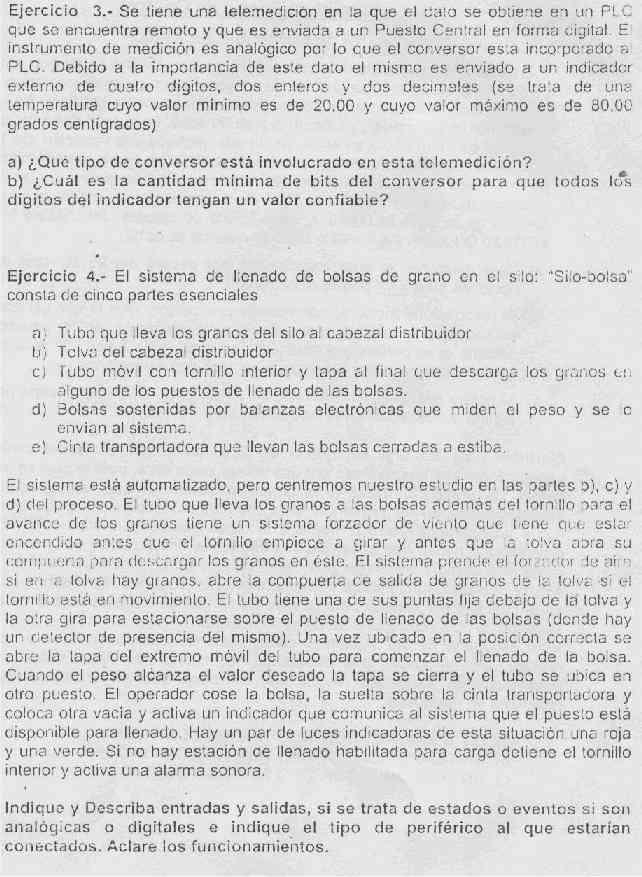 Ejercicio 3.- Se tiene una telemedición en la que el dato se obtiene en un PLC
que se encuentra remoto y que es enviada a un Puesto Central en forma digital. El
instrumento de medición es analógico por lo que el conversor esta incorporado al
PLC. Debido a la importancia de este dato el mismo es enviado a un indicador
externo de cuatro dígitos, dos enteros y dos decimales (se trata de una
temperatura cuyo valor mínimo es de 20.00 y cuyo valor máximo es de 80.00
grados centígrados)
a) ¿Qué tipo de conversor está involucrado en esta telemedición?
b) ¿Cuál es la cantidad mínima de bits del conversor para que todos los
dígitos del indicador tengan un valor confiable?
Ejercicio 4.- El sistema de llenado de bolsas de grano en el silo: "Silo-bolsa"
consta de cinco partes esenciales
a) Tubo que lleva los granos del silo al cabezal distribuidor
b) Tolva del cabezal distribuidor
c) Tubo móvil con tornillo interior y tapa al final que descarga los granos en
alguno de los puestos de llenado de las bolsas.
d) Bolsas sostenidas por balanzas electrónicas que miden el peso y se lo
envían al sistema.
e) Cinta transportadora que llevan las bolsas cerradas a estiba.
El sistema está automatizado, pero centremos nuestro estudio en las partes b), c) y
d) del proceso. El tubo que lleva los granos a las bolsas además del tornillo para el
avance de los granos tiene un sistema forzador de viento que tiene que estar
encendido antes que el tornillo empiece a girar y antes que la tolva abra su
compuerta para descargar los granos en éste. El sistema prende el forzador de aire
si en la tolva hay granos, abre la compuerta de salida de granos de la tolva si el
tornillo está en movimiento. El tubo tiene una de sus puntas fija debajo de la tolva y
la otra gira para estacionarse sobre el puesto de llenado de las bolsas (donde hay
un detector de presencia del mismo). Una vez ubicado en la posición correcta se
abre la tapa del extremo móvil del tubo para comenzar el llenado de la bolsa.
Cuando el peso alcanza el valor deseado la tapa se cierra y el tubo se ubica en
otro puesto. El operador cose la bolsa, la suelta sobre la cinta transportadora y
coloca otra vacía y activa un indicador que comunica al sistema que el puesto está
disponible para llenado. Hay un par de luces indicadoras de esta situación una roja
y una verde. Si no hay estación de llenado habilitada para carga detiene el tornillo
interior y activa una alarma sonora.
Indique y Describa entradas y salidas, si se trata de estados o eventos si son
analógicas o digitales e indique el tipo de periférico al que estarían
conectados. Aclare los funcionamientos.